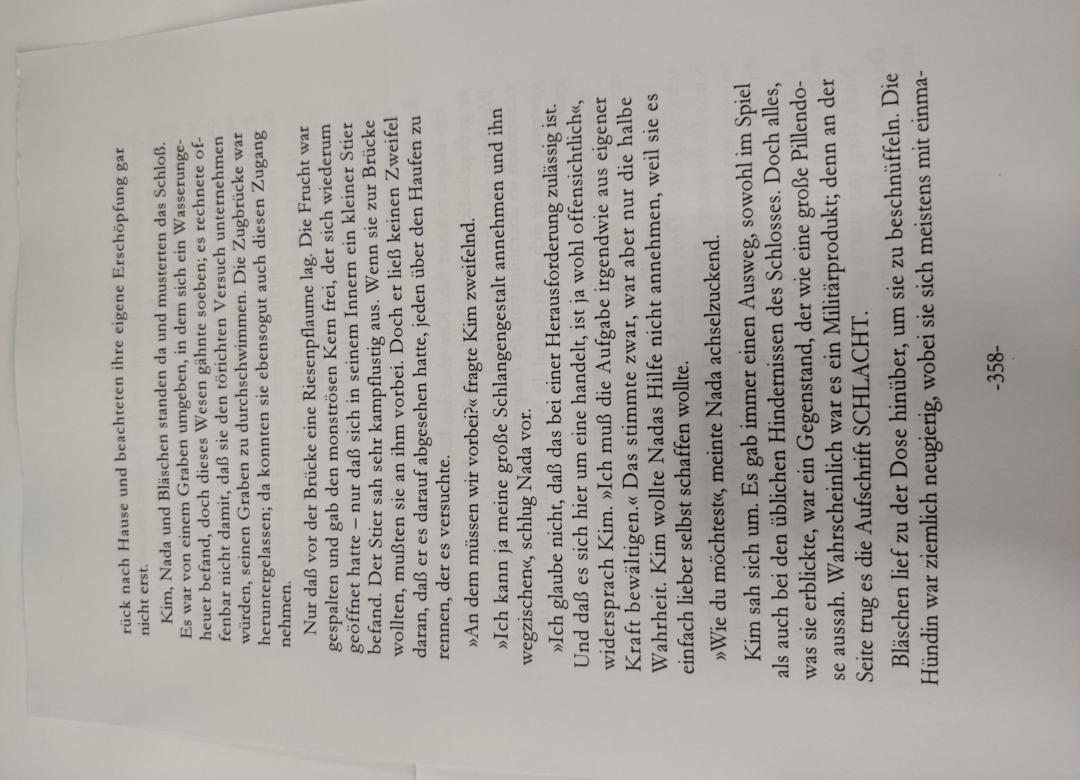 rück nach Hause und beachteten ihre eigene Erschöpfung gar
nicht erst.
Kim, Nada und Bläschen standen da und musterten das Schloß.
Es war von einem Graben umgeben, in dem sich ein Wasserunge-
heuer befand, doch dieses Wesen gähnte soeben; es rechnete of-
fenbar nicht damit, daß sie den törichten Versuch unternehmen
würden, seinen Graben zu durchschwimmen. Die Zugbrücke war
heruntergelassen; da konnten sie ebensogut auch diesen Zugang
nehmen.
Nur daß vor der Brücke eine Riesenpflaume lag. Die Frucht war
gespalten und gab den monströsen Kern frei, der sich wiederum
geöffnet hatte – nur daß sich in seinem Innern ein kleiner Stier
befand. Der Stier sah sehr kampflustig aus. Wenn sie zur Brücke
wollten, mußten sie an ihm vorbei. Doch er ließ keinen Zweifel
daran, daß er es darauf abgesehen hatte, jeden über den Haufen zu
rennen, der es versuchte.
»An dem müssen wir vorbei?« fragte Kim zweifelnd.
»Ich kann ja meine große Schlangengestalt annehmen und ihn
wegzischen«, schlug Nada vor.
»Ich glaube nicht, daß das bei einer Herausforderung zulässig ist.
Und daß es sich hier um eine handelt, ist ja wohl offensichtlich«,
widersprach Kim. »Ich muß die Aufgabe irgendwie aus eigener
Kraft bewältigen.« Das stimmte zwar, war aber nur die halbe
Wahrheit. Kim wollte Nadas Hilfe nicht annehmen, weil sie es
einfach lieber selbst schaffen wollte.
»Wie du möchtest«, meinte Nada achselzuckend.
Kim sah sich um. Es gab immer einen Ausweg, sowohl im Spiel
als auch bei den üblichen Hindernissen des Schlosses. Doch alles,
was sie erblickte, war ein Gegenstand, der wie eine große Pillendo-
se aussah. Wahrscheinlich war es ein Militärprodukt; denn an der
Seite trug es die Aufschrift SCHLACHT.
Bläschen lief zu der Dose hinüber, um sie zu beschnüffeln. Die
Hündin war ziemlich neugierig, wobei sie sich meistens mit einma-
-358-